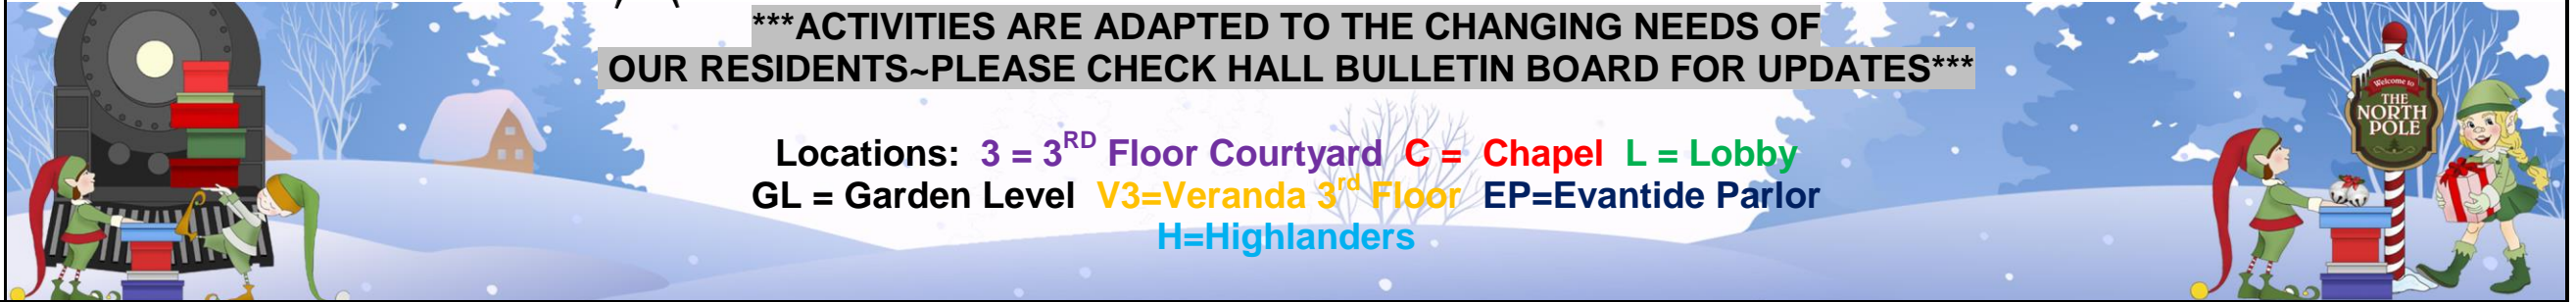 ***ACTIVITIES ARE ADAPTED TO THE CHANGING NEEDS OF
OUR RESIDENTS~PLEASE CHECK HALL BULLETIN BOARD FOR UPDATES***
Locations: 3 = 3RD Floor Courtyard C = Chapel L = Lobby
GL = Garden Level V3=Veranda 3rd Floor EP=Evantide Parlor
H=Highlanders
Welcome to
THE
NORTH
POLE